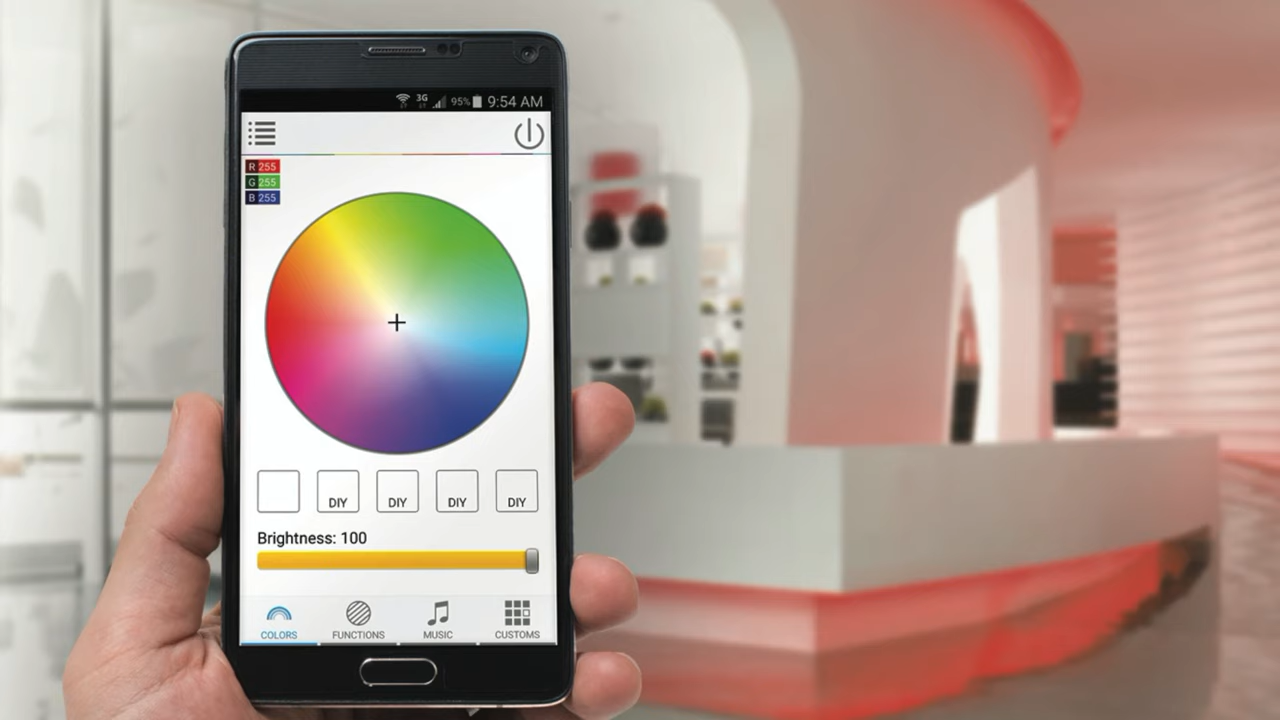 3G 95% 9:54 AM
R 255
G 255
B 255
DIY DIY DIY DIY
Brightness: 100
COLORS FUNCTIONS MUSIC CUSTOMS